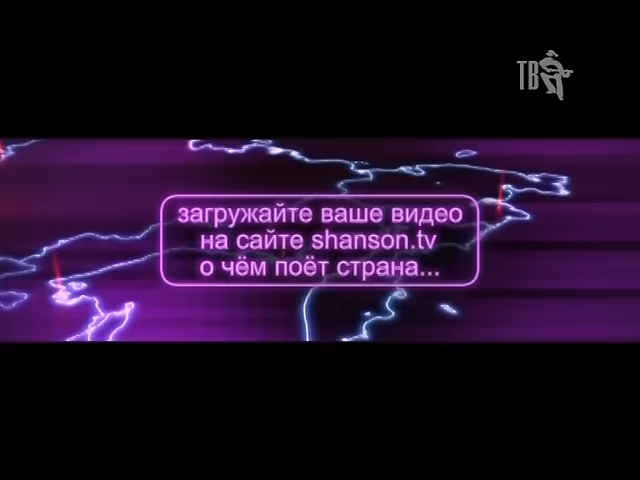 ТВ
загружайте ваше видео
на сайте shanson.tv
о чём поёт страна...